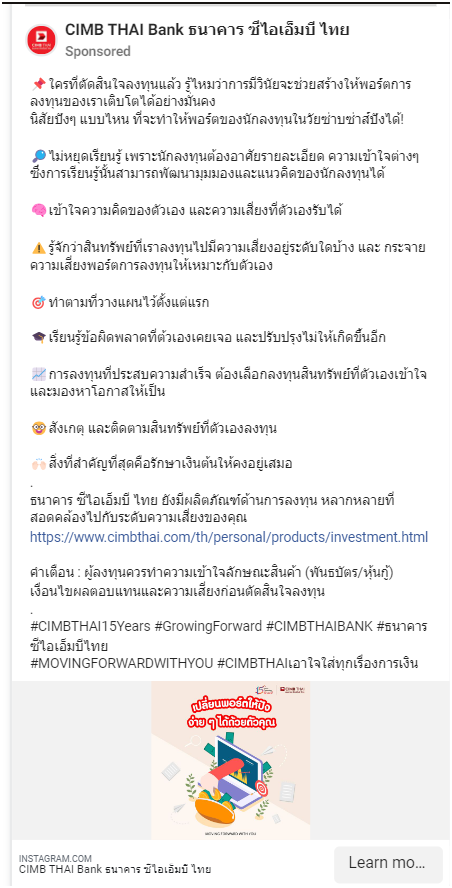 CIMB THAI Bank ธนาคาร ซีไอเอ็มบี ไทย
Sponsored
📌 ใครที่ตัดสินใจลงทุนแล้ว รู้ไหมว่าการมีวินัยจะช่วยสร้างให้พอร์ตการ
ลงทุนของเราเติบโตได้อย่างมั่นคง
นิสัยปังๆ แบบไหน ที่จะทำให้พอร์ตของนักลงทุนในวัยซ่าบซ่าส์ปังได้!
🔎 ไม่หยุดเรียนรู้ เพราะนักลงทุนต้องอาศัยรายละเอียด ความเข้าใจต่างๆ
ซึ่งการเรียนรู้นั้นสามารถพัฒนามุมมองและแนวคิดของนักลงทุนได้
🧠 เข้าใจความคิดของตัวเอง และความเสี่ยงที่ตัวเองรับได้
⚠️ รู้จักว่าสินทรัพย์ที่เราลงทุนไปมีความเสี่ยงอยู่ระดับใดบ้าง และ กระจาย
ความเสี่ยงพอร์ตการลงทุนให้เหมาะกับตัวเอง
🎯 ทำตามที่วางแผนไว้ตั้งแต่แรก
🎓 เรียนรู้ข้อผิดพลาดที่ตัวเองเคยเจอ และปรับปรุงไม่ให้เกิดขึ้นอีก
📈 การลงทุนที่ประสบความสำเร็จ ต้องเลือกลงทุนสินทรัพย์ที่ตัวเองเข้าใจ
และมองหาโอกาสให้เป็น
🤓 สังเกตุ และติดตามสินทรัพย์ที่ตัวเองลงทุน
🙌🏻 สิ่งที่สำคัญที่สุดคือรักษาเงินต้นให้คงอยู่เสมอ
.
ธนาคาร ซีไอเอ็มบี ไทย ยังมีผลิตภัณฑ์ด้านการลงทุน หลากหลายที่
สอดคล้องไปกับระดับความเสี่ยงของคุณ
https://www.cimbthai.com/th/personal/products/investment.html
คำเตือน : ผู้ลงทุนควรทำความเข้าใจลักษณะสินค้า (พันธบัตร/หุ้นกู้)
เงื่อนไขผลตอบแทนและความเสี่ยงก่อนตัดสินใจลงทุน
.
#CIMBTHAI15Years #GrowingForward #CIMBTHAIBANK #ธนาคาร
ซีไอเอ็มบีไทย
#MOVINGFORWARDWITHYOU #CIMBTHAIเอาใจใส่ทุกเรื่องการเงิน
CIMB THAI
เปลี่ยนพอร์ตให้ปัง
ง่าย ๆ ได้ด้วยตัวคุณ
MOVING FORWARD WITH YOU
INSTAGRAM.COM
CIMB THAI Bank ธนาคาร ซีไอเอ็มบี ไทย
Learn mo...